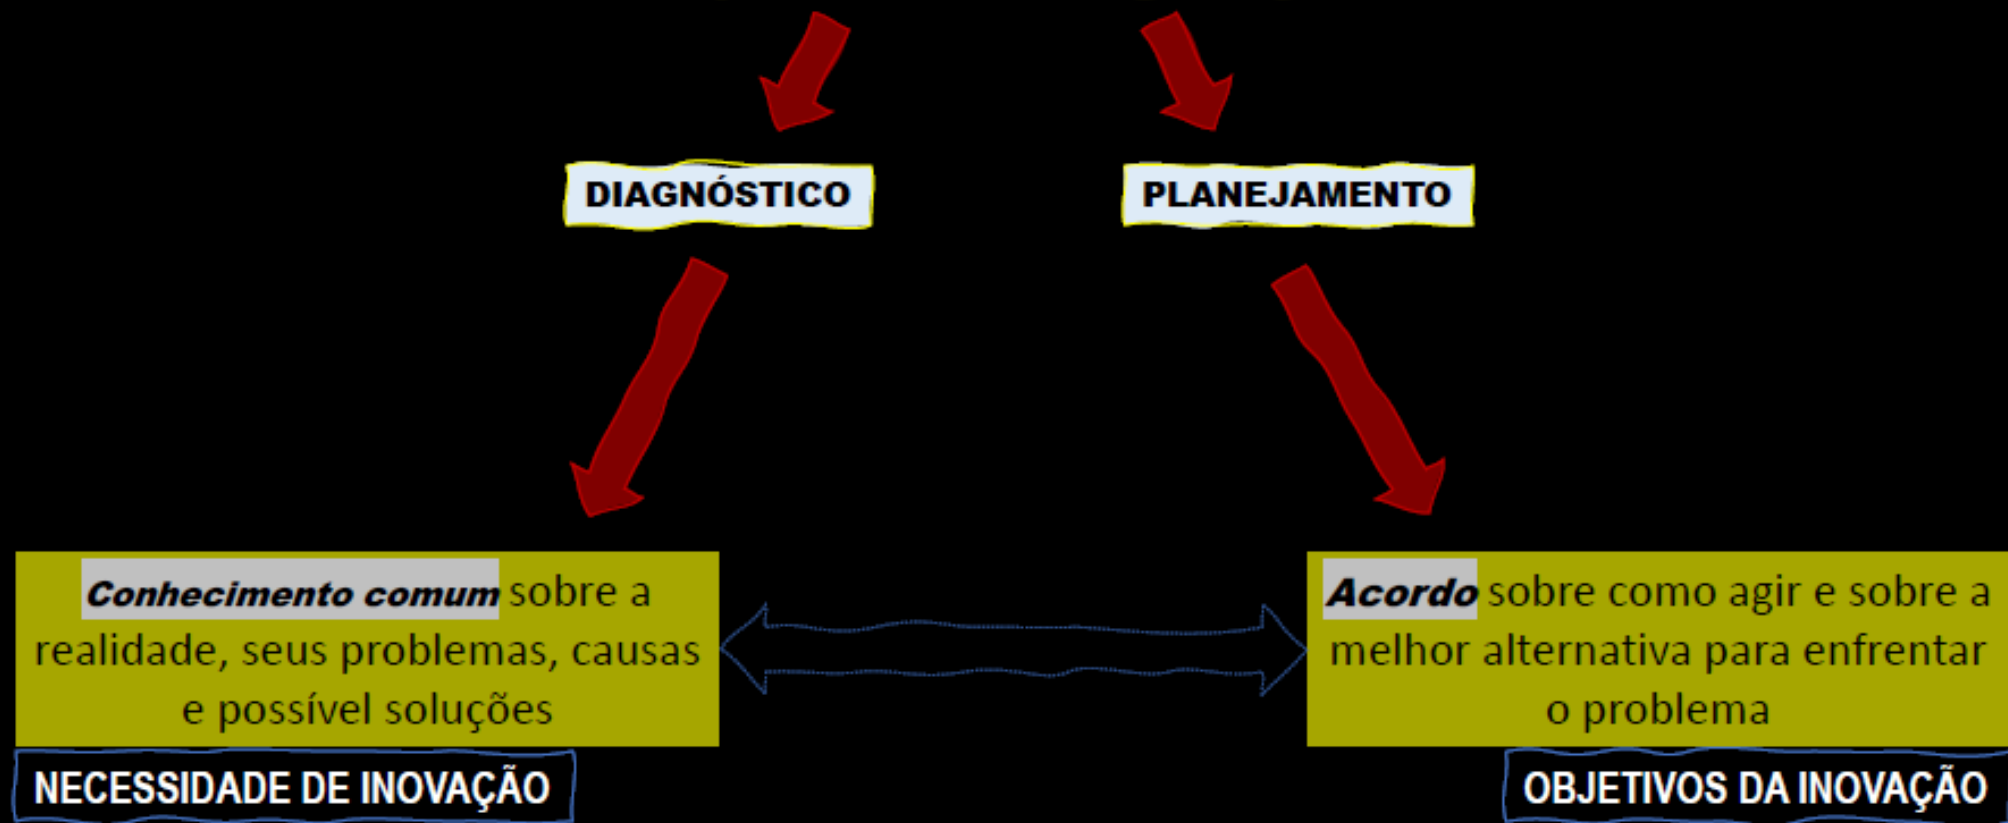 DIAGNÓSTICO
PLANEJAMENTO
Conhecimento comum sobre a
realidade, seus problemas, causas
e possível soluções
Acordo sobre como agir e sobre a
melhor alternativa para enfrentar
o problema
NECESSIDADE DE INOVAÇÃO
OBJETIVOS DA INOVAÇÃO